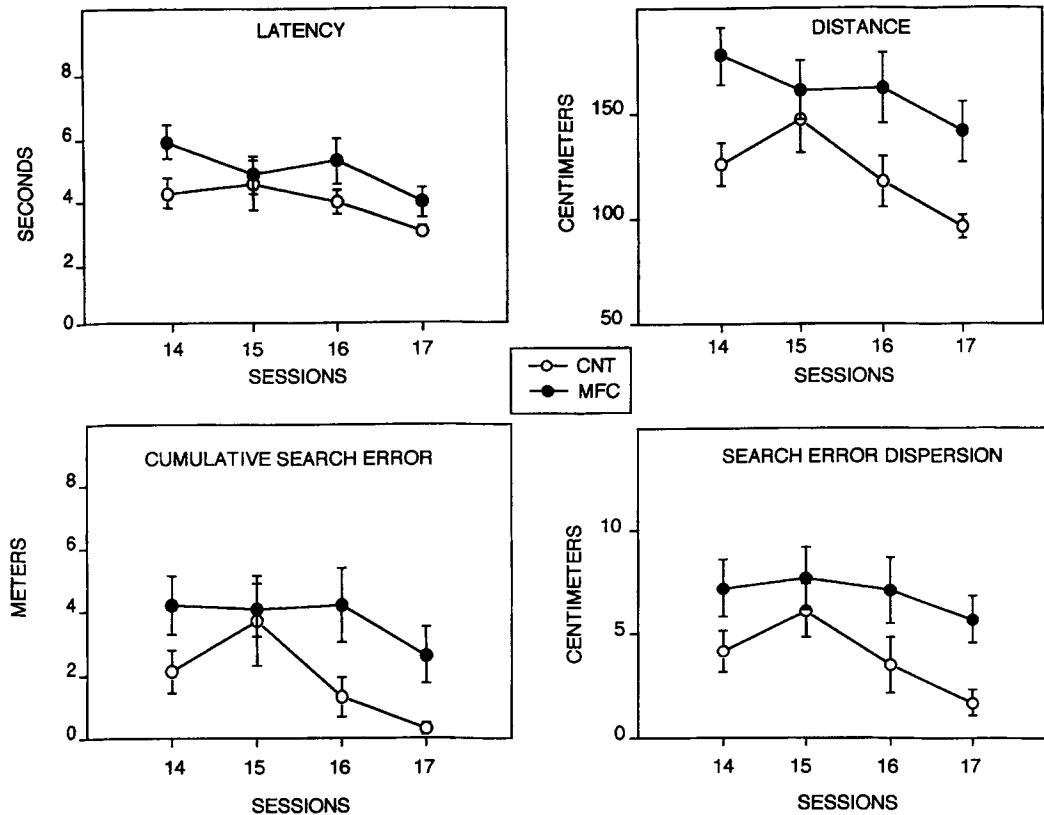 LATENCY
8
6
4
2
0
SECONDS
14 15 16 17
SESSIONS
DISTANCE
150
100
50
CENTIMETERS
14 15 16 17
SESSIONS
CNT
MFC
CUMULATIVE SEARCH ERROR
8
6
4
2
0
METERS
14 15 16 17
SESSIONS
SEARCH ERROR DISPERSION
10
5
0
CENTIMETERS
14 15 16 17
SESSIONS